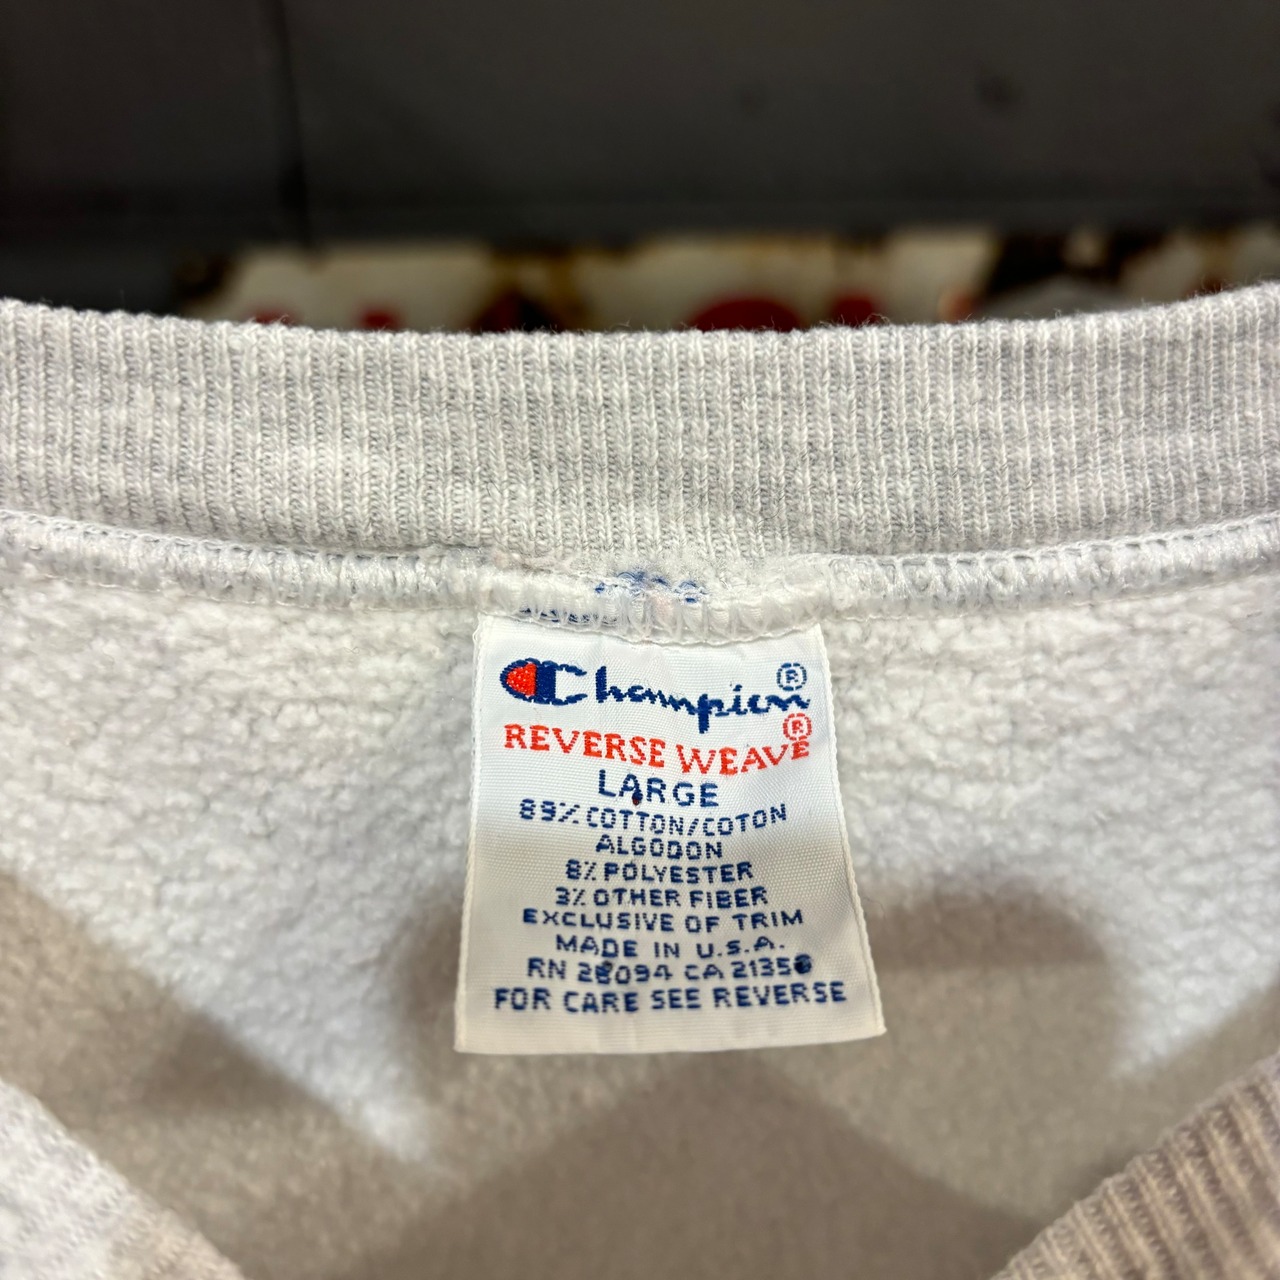 Champion®
REVERSE WEAVE®
LARGE
89% COTTON/COTON
ALGODON
8% POLYESTER
3% OTHER FIBER
EXCLUSIVE OF TRIM
MADE IN U.S.A.
RN 26094 CA 21356
FOR CARE SEE REVERSE